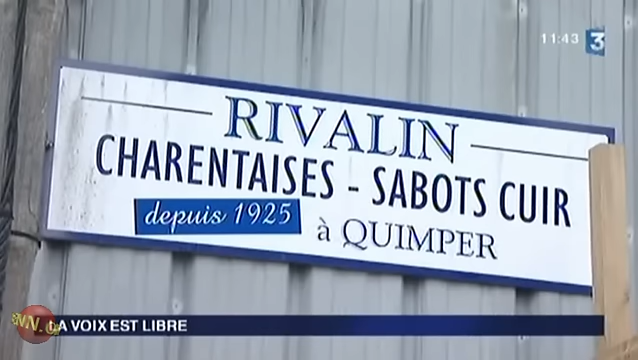 11:43 3
RIVALIN
CHARENTAISES - SABOTS CUIR
depuis 1925 à QUIMPER
LA VOIX EST LIBRE